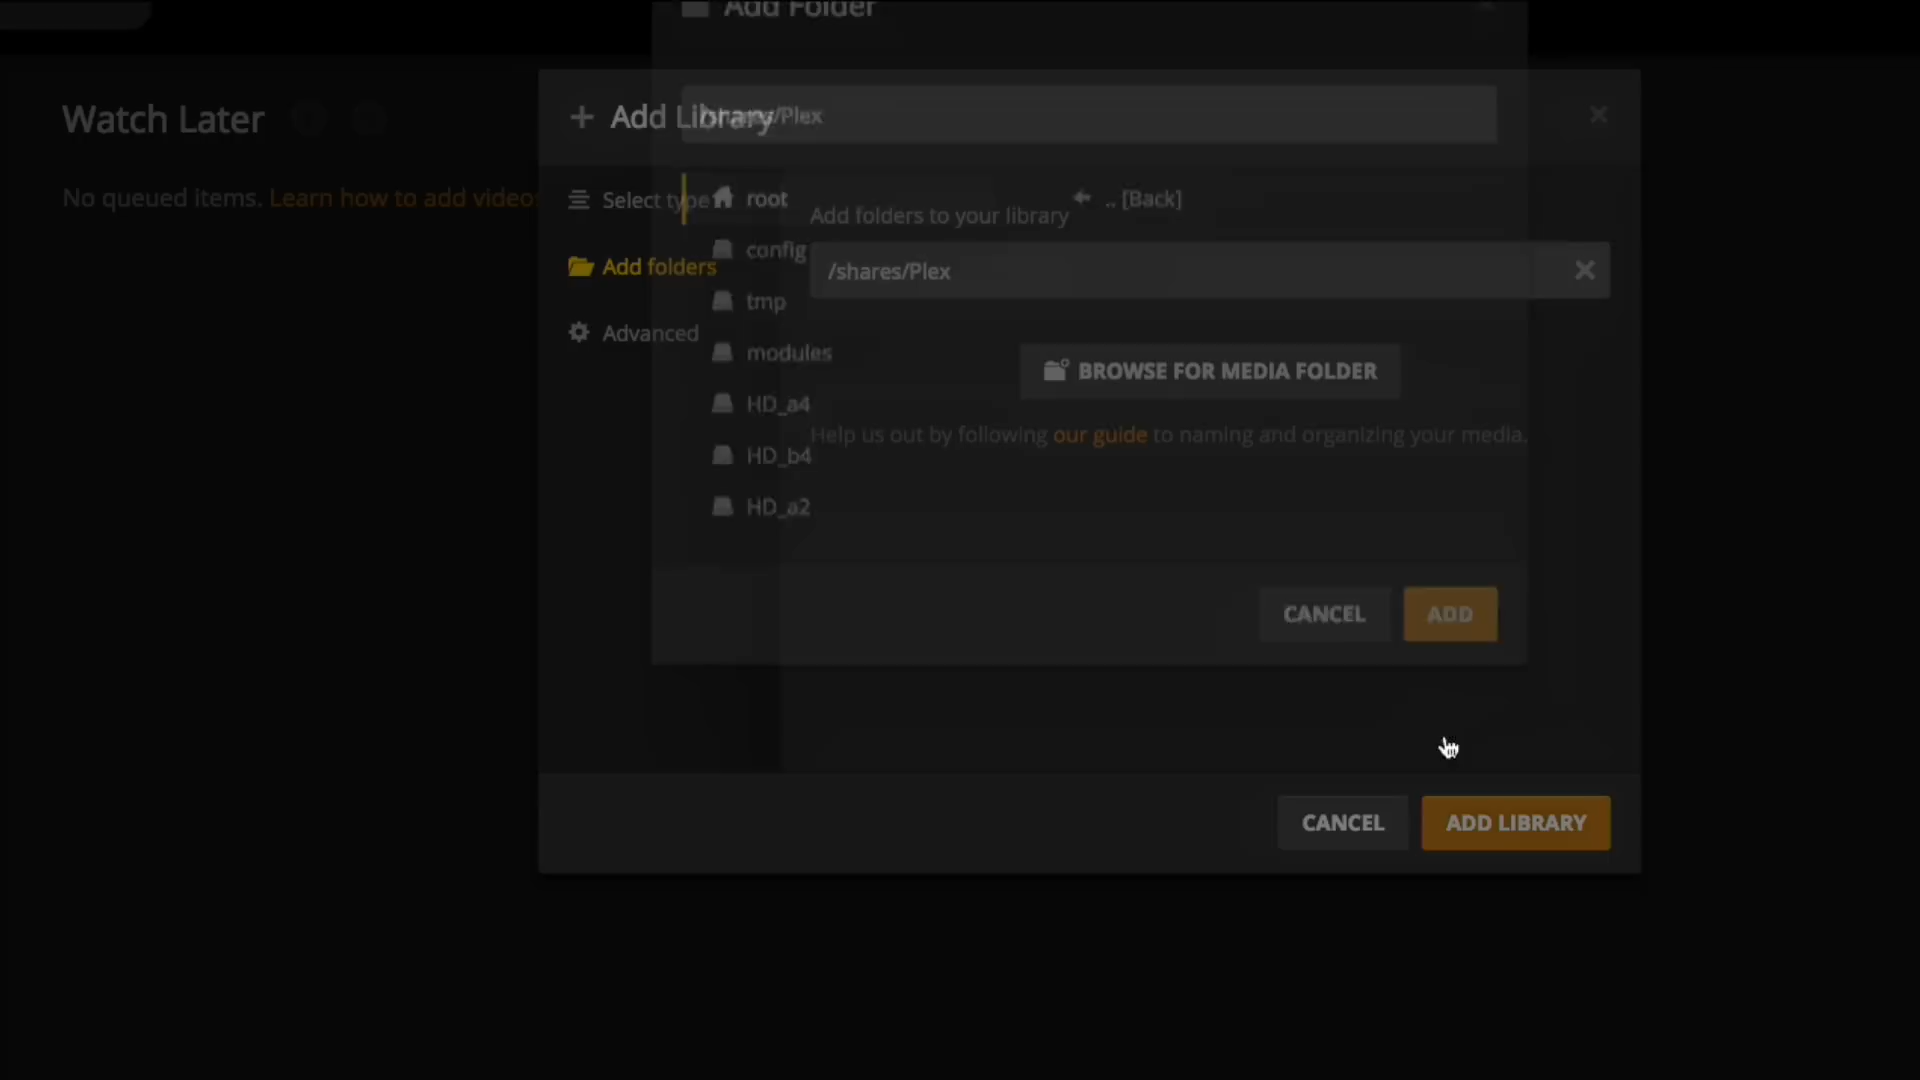 Add Folder
/shares/Plex
root
.. [Back]
config
tmp
modules
HD_a4
HD_b4
HD_a2
CANCEL
ADD
Watch Later
No queued items. Learn how to add videos
Add Library
Select type
Add folders
Advanced
Add folders to your library
/shares/Plex
BROWSE FOR MEDIA FOLDER
Help us out by following our guide to naming and organizing your media.
CANCEL
ADD LIBRARY